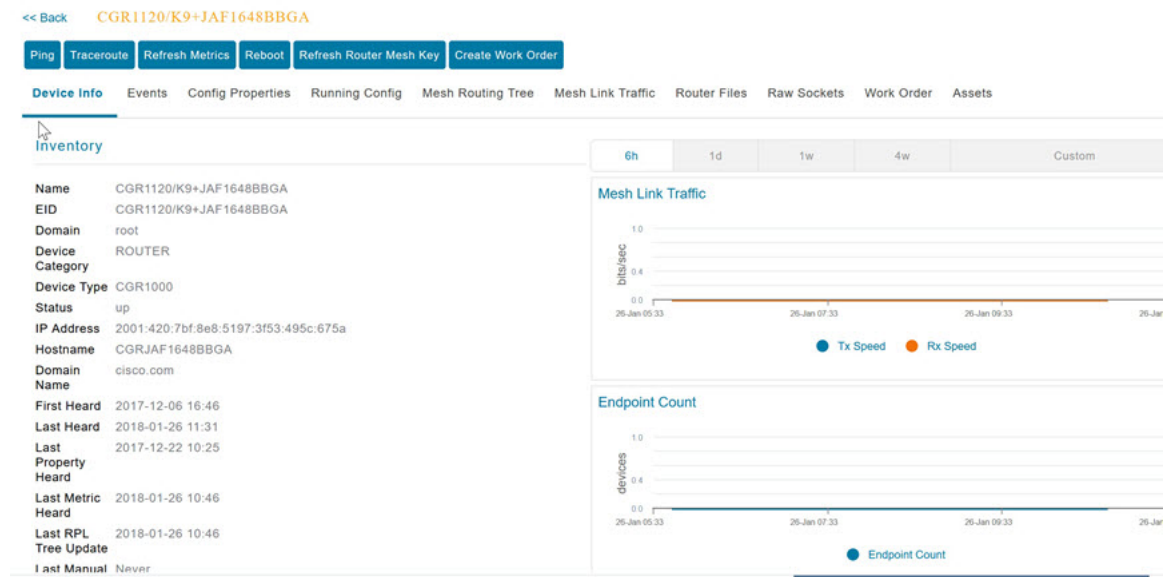 << Back CGR1120/K9+JAF1648BBGA
Ping Traceroute Refresh Metrics Reboot Refresh Router Mesh Key Create Work Order
Device Info Events Config Properties Running Config Mesh Routing Tree Mesh Link Traffic Router Files Raw Sockets Work Order Assets
Inventory
Name CGR1120/K9+JAF1648BBGA
EID CGR1120/K9+JAF1648BBGA
Domain root
Device Category ROUTER
Device Type CGR1000
Status up
IP Address 2001:420:7bf:8e8:5197:3f53:495c:675a
Hostname CGRJAF1648BBGA
Domain Name cisco.com
First Heard 2017-12-06 16:46
Last Heard 2018-01-26 11:31
Last Property Heard 2017-12-22 10:25
Last Metric Heard 2018-01-26 10:46
Last RPL Tree Update 2018-01-26 10:46
Last Manual Never
6h 1d 1w 4w Custom
Mesh Link Traffic
bits/sec
1.0
0.4
0.0
26-Jan 05:33 26-Jan 07:33 26-Jan 09:33 26-Jan
Tx Speed Rx Speed
Endpoint Count
devices
1.0
0.4
0.0
26-Jan 05:33 26-Jan 07:33 26-Jan 09:33 26-Jan
Endpoint Count